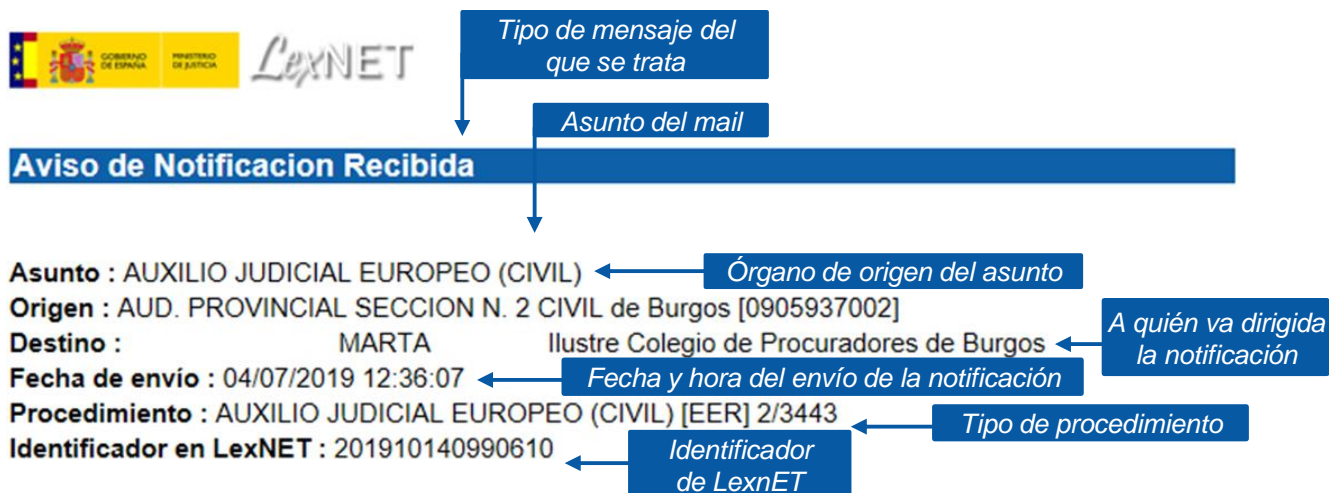 GOBIERNO
DE ESPAÑA
MINISTERIO
DE JUSTICIA
LexNET
Tipo de mensaje del
que se trata
Asunto del mail
Aviso de Notificacion Recibida
Asunto : AUXILIO JUDICIAL EUROPEO (CIVIL)
Órgano de origen del asunto
Origen : AUD. PROVINCIAL SECCION N. 2 CIVIL de Burgos [0905937002]
Destino : MARTA Ilustre Colegio de Procuradores de Burgos
A quién va dirigida
la notificación
Fecha de envío : 04/07/2019 12:36:07
Fecha y hora del envío de la notificación
Procedimiento : AUXILIO JUDICIAL EUROPEO (CIVIL) [EER] 2/3443
Tipo de procedimiento
Identificador en LexNET : 201910140990610
Identificador
de LexnET